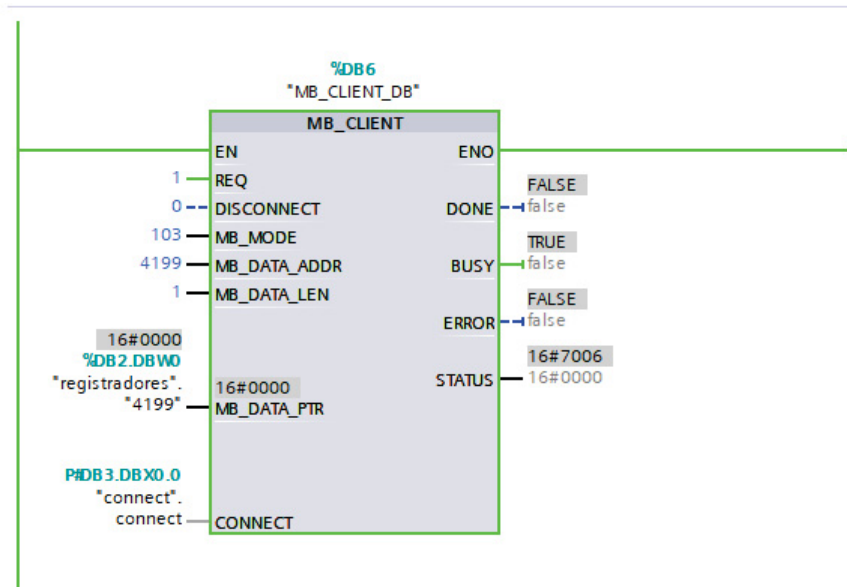 %DB6
"MB_CLIENT_DB"
MB_CLIENT
EN ENO
1 REQ
FALSE
0 DISCONNECT DONE false
103 MB_MODE
TRUE
4199 MB_DATA_ADDR BUSY false
1 MB_DATA_LEN
FALSE
ERROR false
16#0000
16#7006
%DB2.DBW0
STATUS 16#0000
"registradores". 16#0000
"4199" MB_DATA_PTR
P#DB3.DBX0.0
"connect".
connect CONNECT